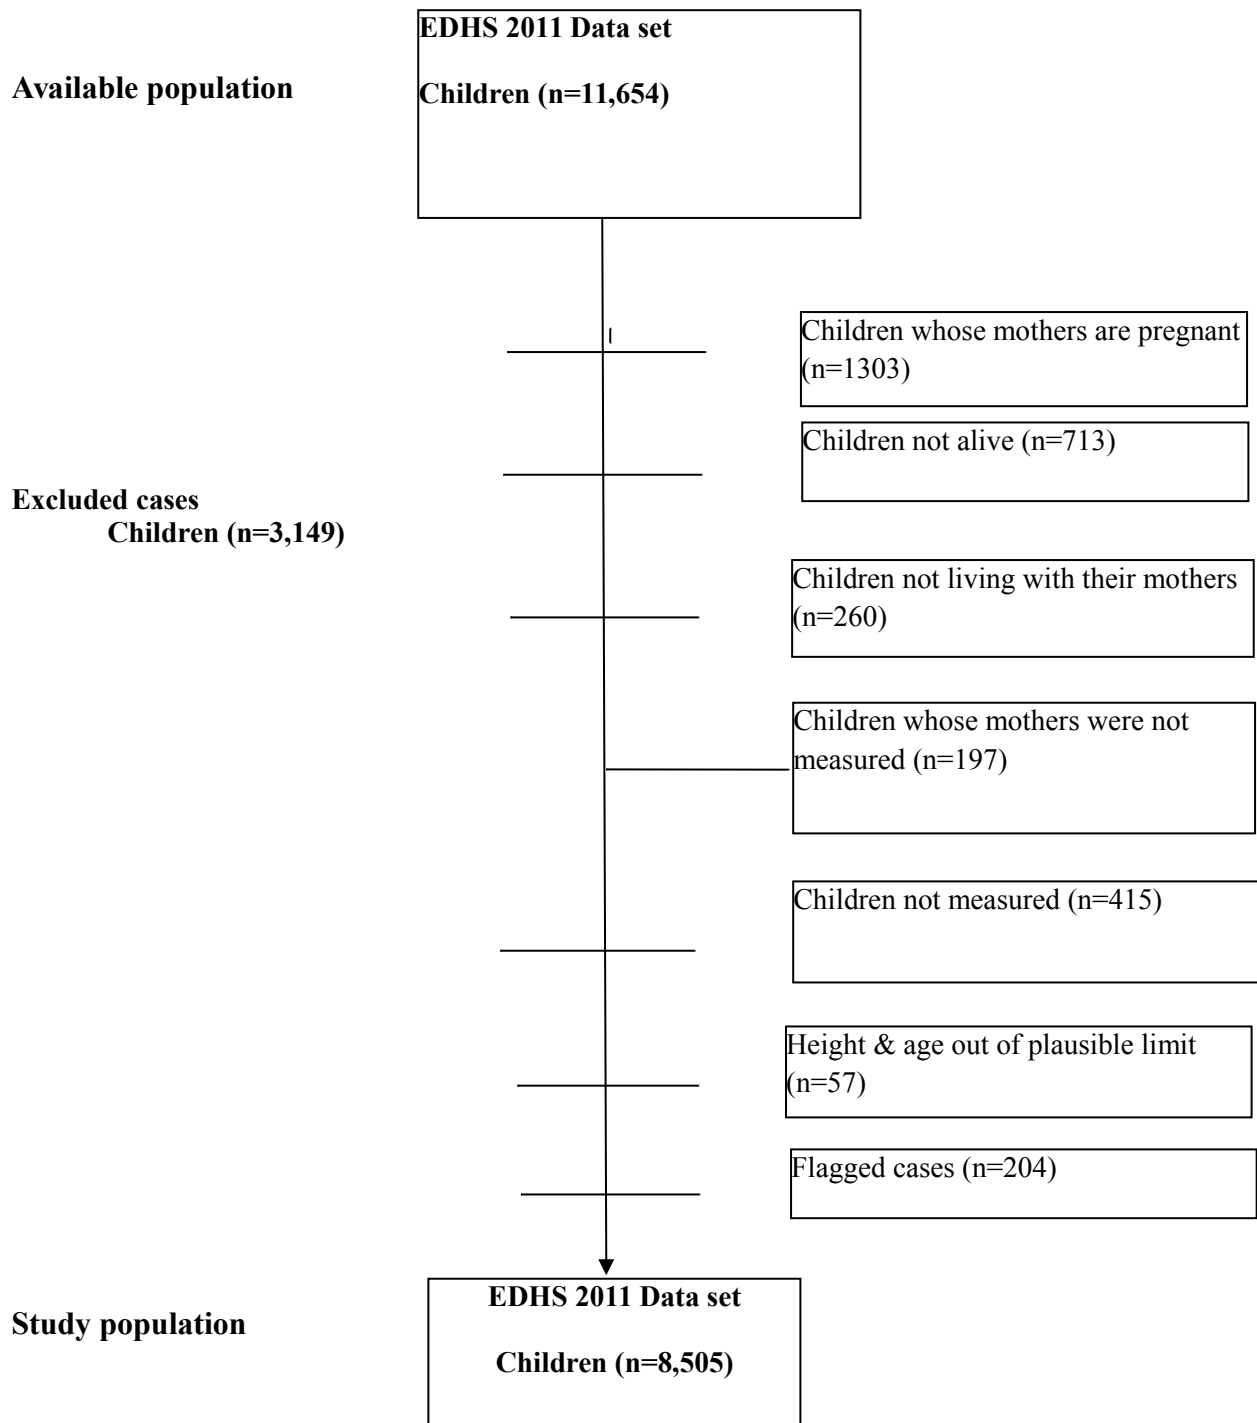 EDHS 2011 Data set
Available population
Children (n=11,654)
Children whose mothers are pregnant
(n=1303)
Children not alive (n=713)
Excluded cases
Children (n=3,149)
Children not living with their mothers
(n=260)
Children whose mothers were not
measured (n=197)
Children not measured (n=415)
Height & age out of plausible limit
(n=57)
Flagged cases (n=204)
EDHS 2011 Data set
Study population
Children (n=8,505)